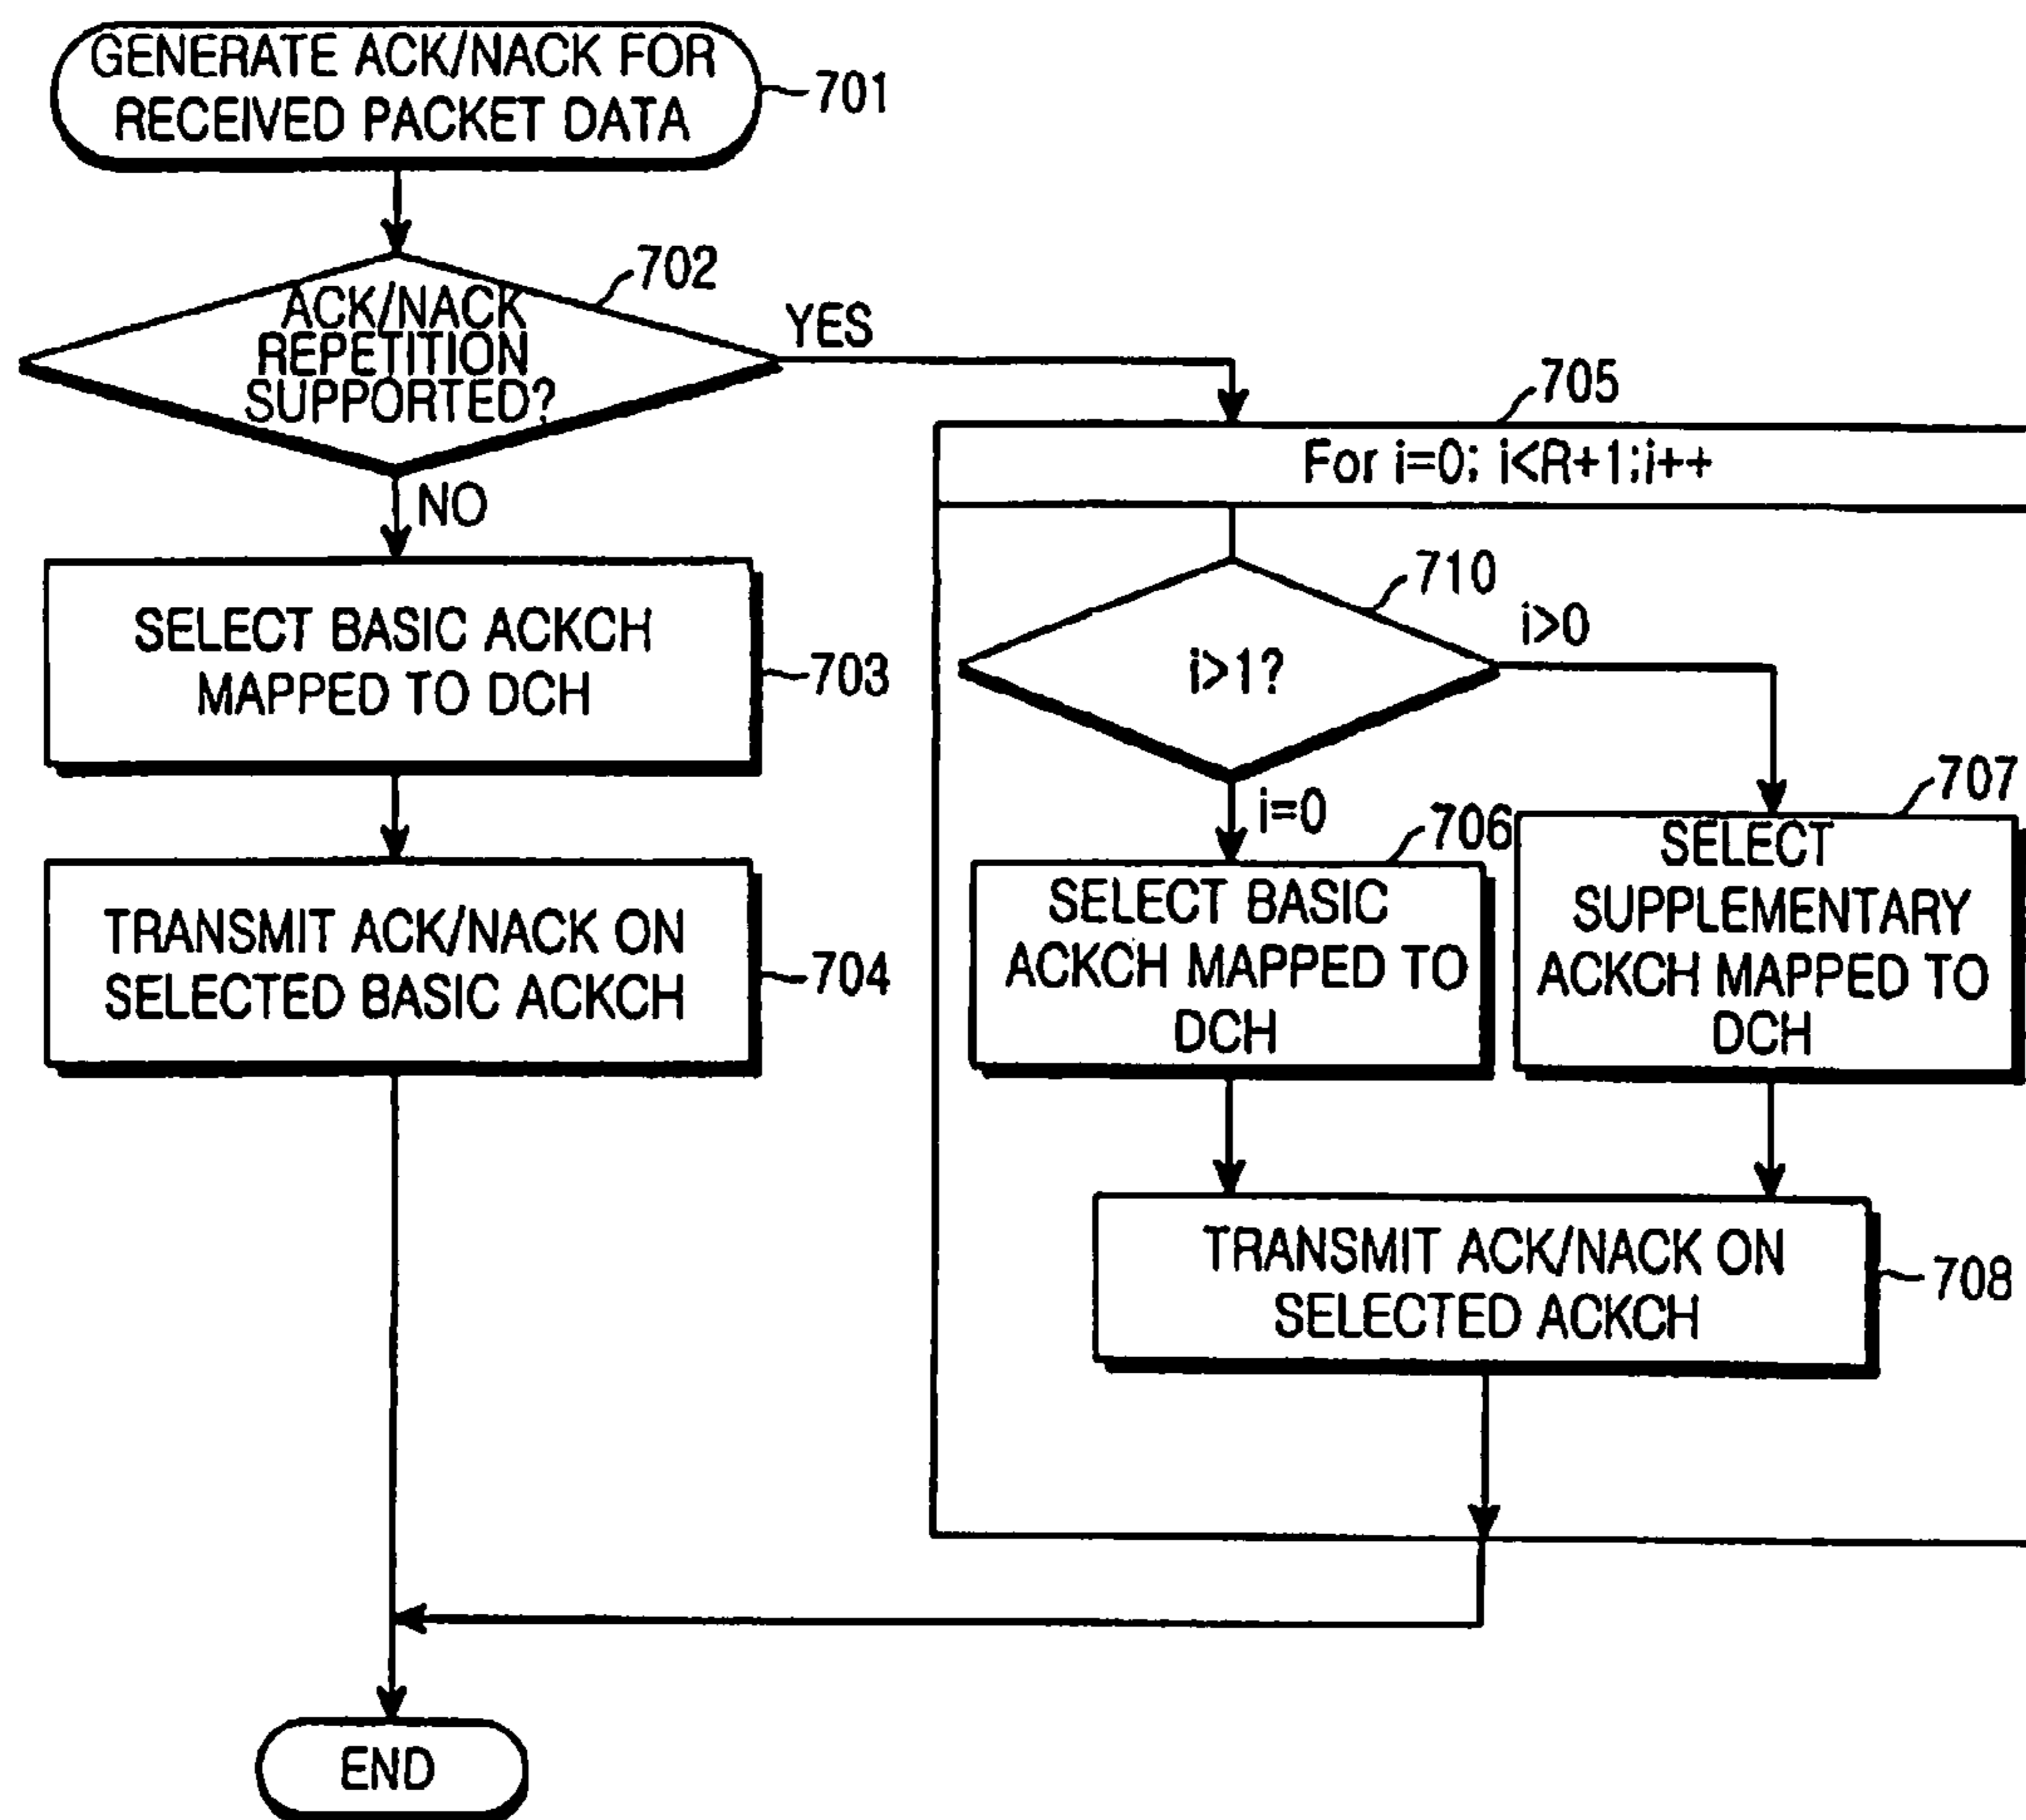 GENERATE ACK/NACK FOR
RECEIVED PACKET DATA
701
702
ACK/NACK
REPETITION
SUPPORTED?
YES
NO
SELECT BASIC ACKCH
MAPPED TO DCH
703
TRANSMIT ACK/NACK ON
SELECTED BASIC ACKCH
704
705
For i=0; i<R+1;i++
710
i>1?
i>0
i=0
706
SELECT BASIC
ACKCH MAPPED TO
DCH
707
SELECT
SUPPLEMENTARY
ACKCH MAPPED TO
DCH
TRANSMIT ACK/NACK ON
SELECTED ACKCH
708
END